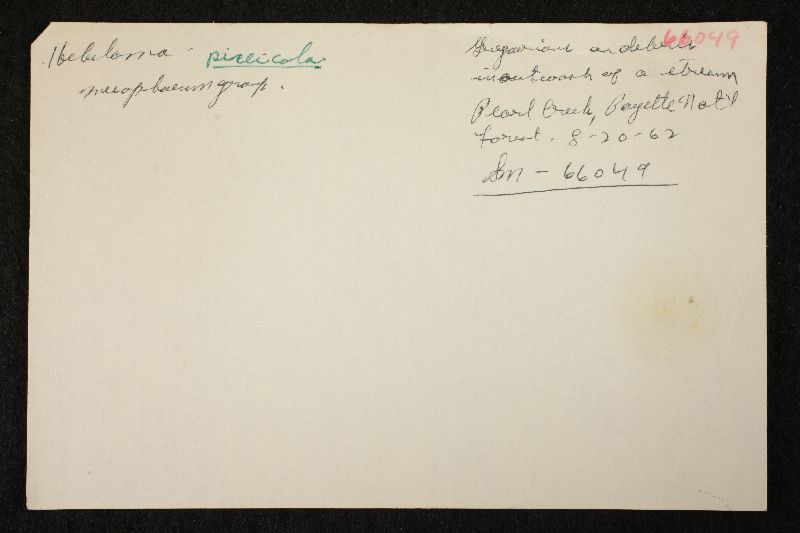 Hebeloma piceicola
mesophaeum group.
66049
Gregarious on debris
in outwash of a stream
Pearl Creek, Payette Nat'l
Forest. 8-20-62
Sm - 66049